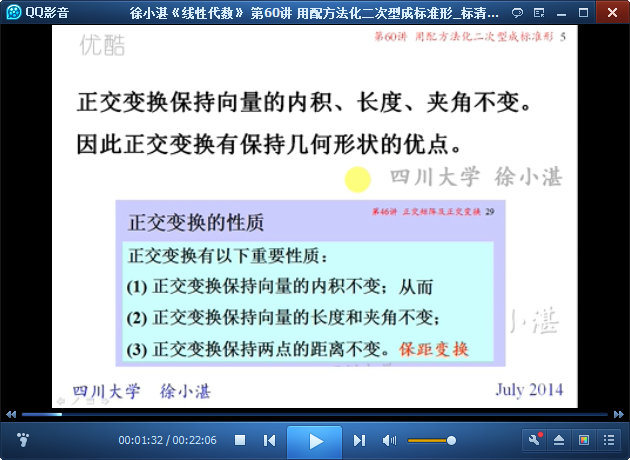 QQ影音
徐小湛《线性代数》 第60讲 用配方法化二次型成标准形_标清...
优酷
第60讲 用配方法化二次型成标准形 5
正交变换保持向量的内积、长度、夹角不变。
因此正交变换有保持几何形状的优点。
四川大学 徐小湛
第46讲 正交矩阵及正交变换 29
正交变换的性质
正交变换有以下重要性质：
(1) 正交变换保持向量的内积不变；从而
(2) 正交变换保持向量的长度和夹角不变；
(3) 正交变换保持两点的距离不变。保距变换
小湛
四川大学 徐小湛
July 2014
00:01:32 / 00:22:06